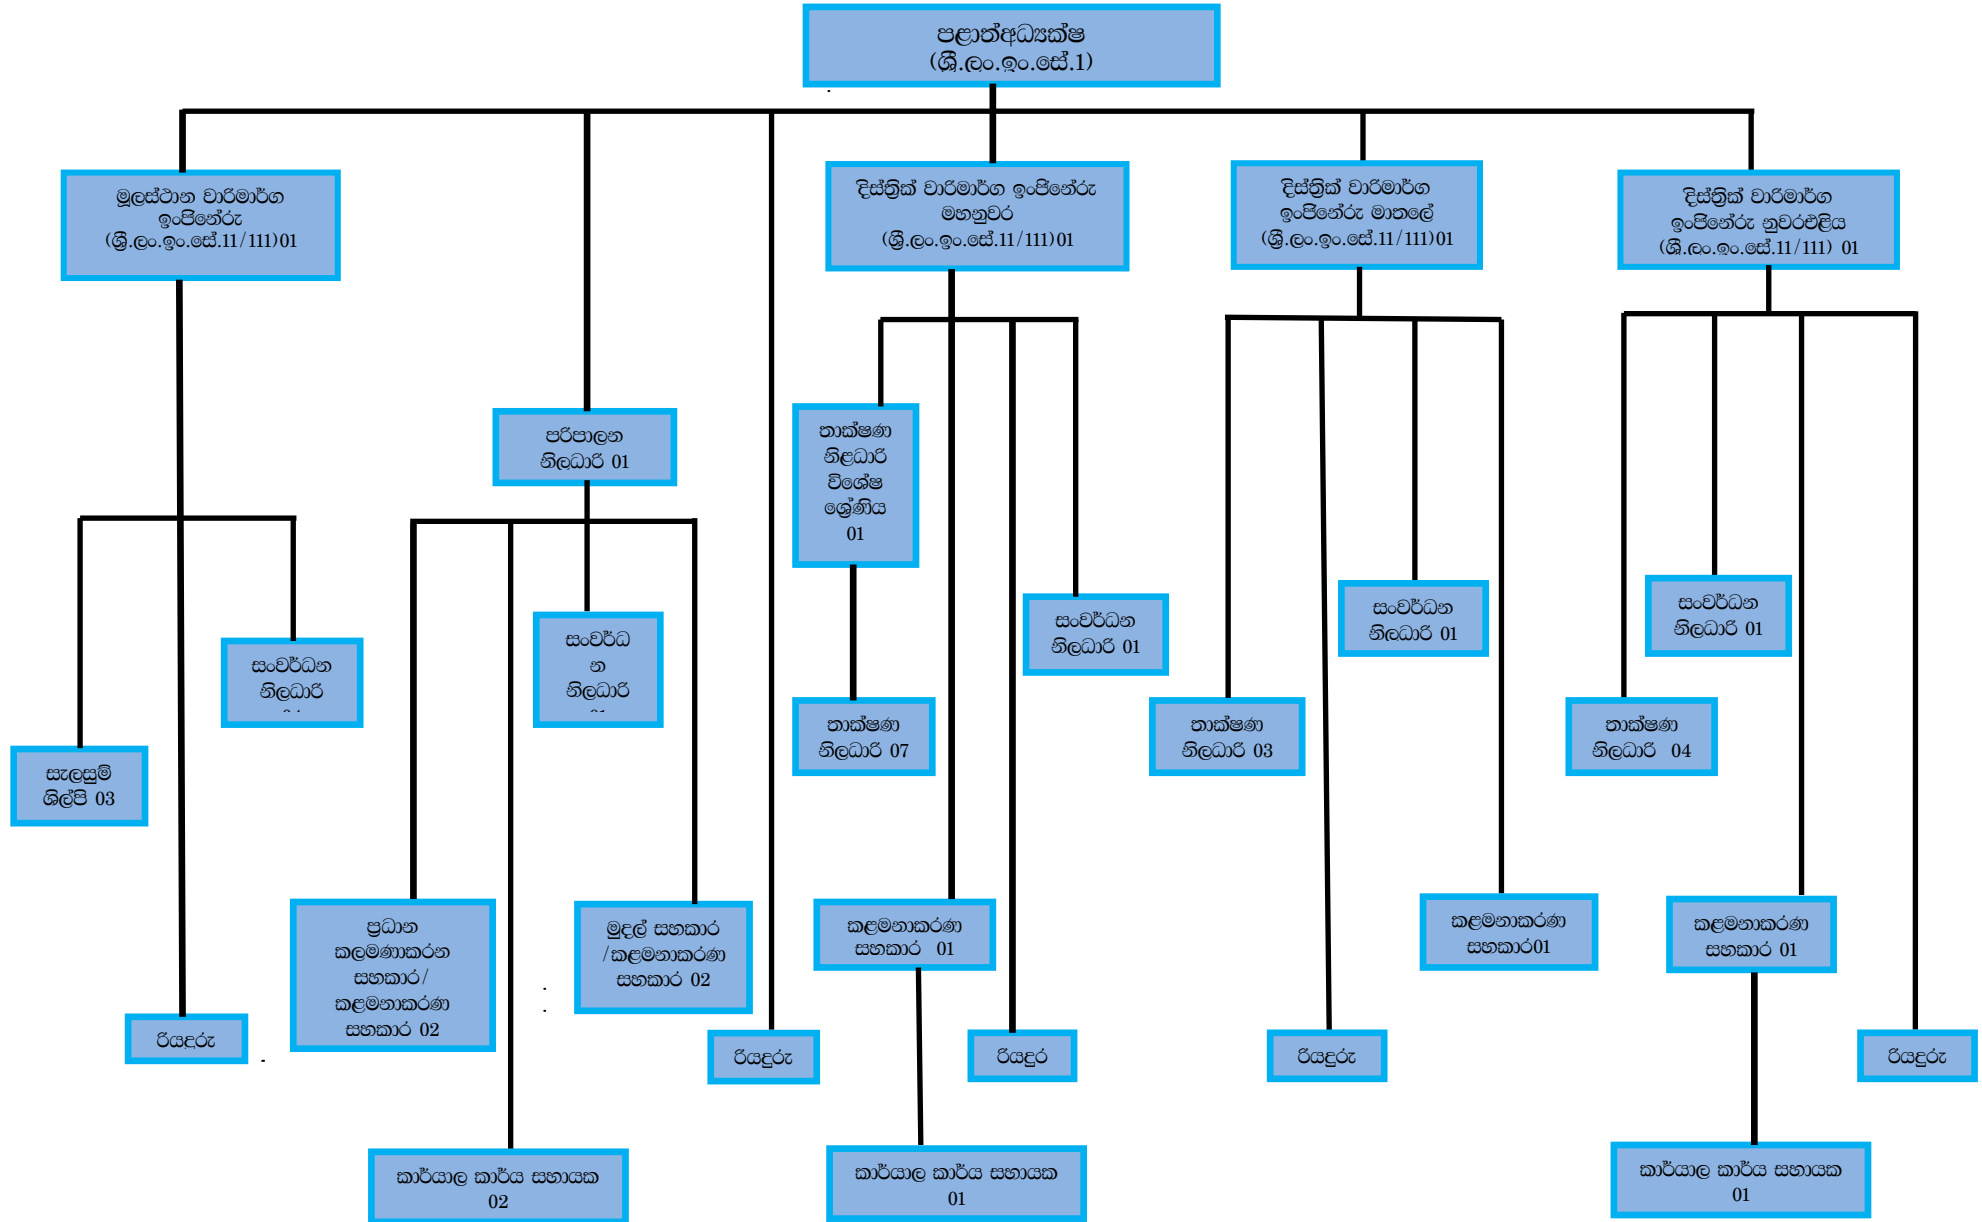 පළාත්අධ්‍යක්ෂ
(ශ්‍රී.ලං.ඉං.සේ.1)
මූලස්ථාන වාරිමාර්ග
ඉංජිනේරු
(ශ්‍රී.ලං.ඉං.සේ.11/111)01
දිස්ත්‍රික් වාරිමාර්ග ඉංජිනේරු
මහනුවර
(ශ්‍රී.ලං.ඉං.සේ.11/111)01
දිස්ත්‍රික් වාරිමාර්ග
ඉංජිනේරු මාතලේ
(ශ්‍රී.ලං.ඉං.සේ.11/111)01
දිස්ත්‍රික් වාරිමාර්ග
ඉංජිනේරු නුවරඑළිය
(ශ්‍රී.ලං.ඉං.සේ.11/111) 01
පරිපාලන
නිලධාරි 01
තාක්ෂණ
නිළධාරි
විශේෂ
ශ්‍රේණිය
01
සංවර්ධන
නිලධාරි
සංවර්ධ
න
නිලධාරි
සංවර්ධන
නිලධාරි 01
සංවර්ධන
නිලධාරි 01
සංවර්ධන
නිලධාරි 01
සැලසුම්
ශිල්පි 03
තාක්ෂණ
නිලධාරි 07
තාක්ෂණ
නිලධාරි 03
තාක්ෂණ
නිලධාරි 04
ප්‍රධාන
කලමණාකරන
සහකාර/
කළමනාකරණ
සහකාර 02
මුදල් සහකාර
/කළමනාකරණ
සහකාර 02
කළමනාකරණ
සහකාර 01
කළමනාකරණ
සහකාර01
කළමනාකරණ
සහකාර 01
රියදුරු
රියදුරු
රියදුර
රියදුරු
රියදුරු
කාර්යාල කාර්ය සහායක
02
කාර්යාල කාර්ය සහායක
01
කාර්යාල කාර්ය සහායක
01